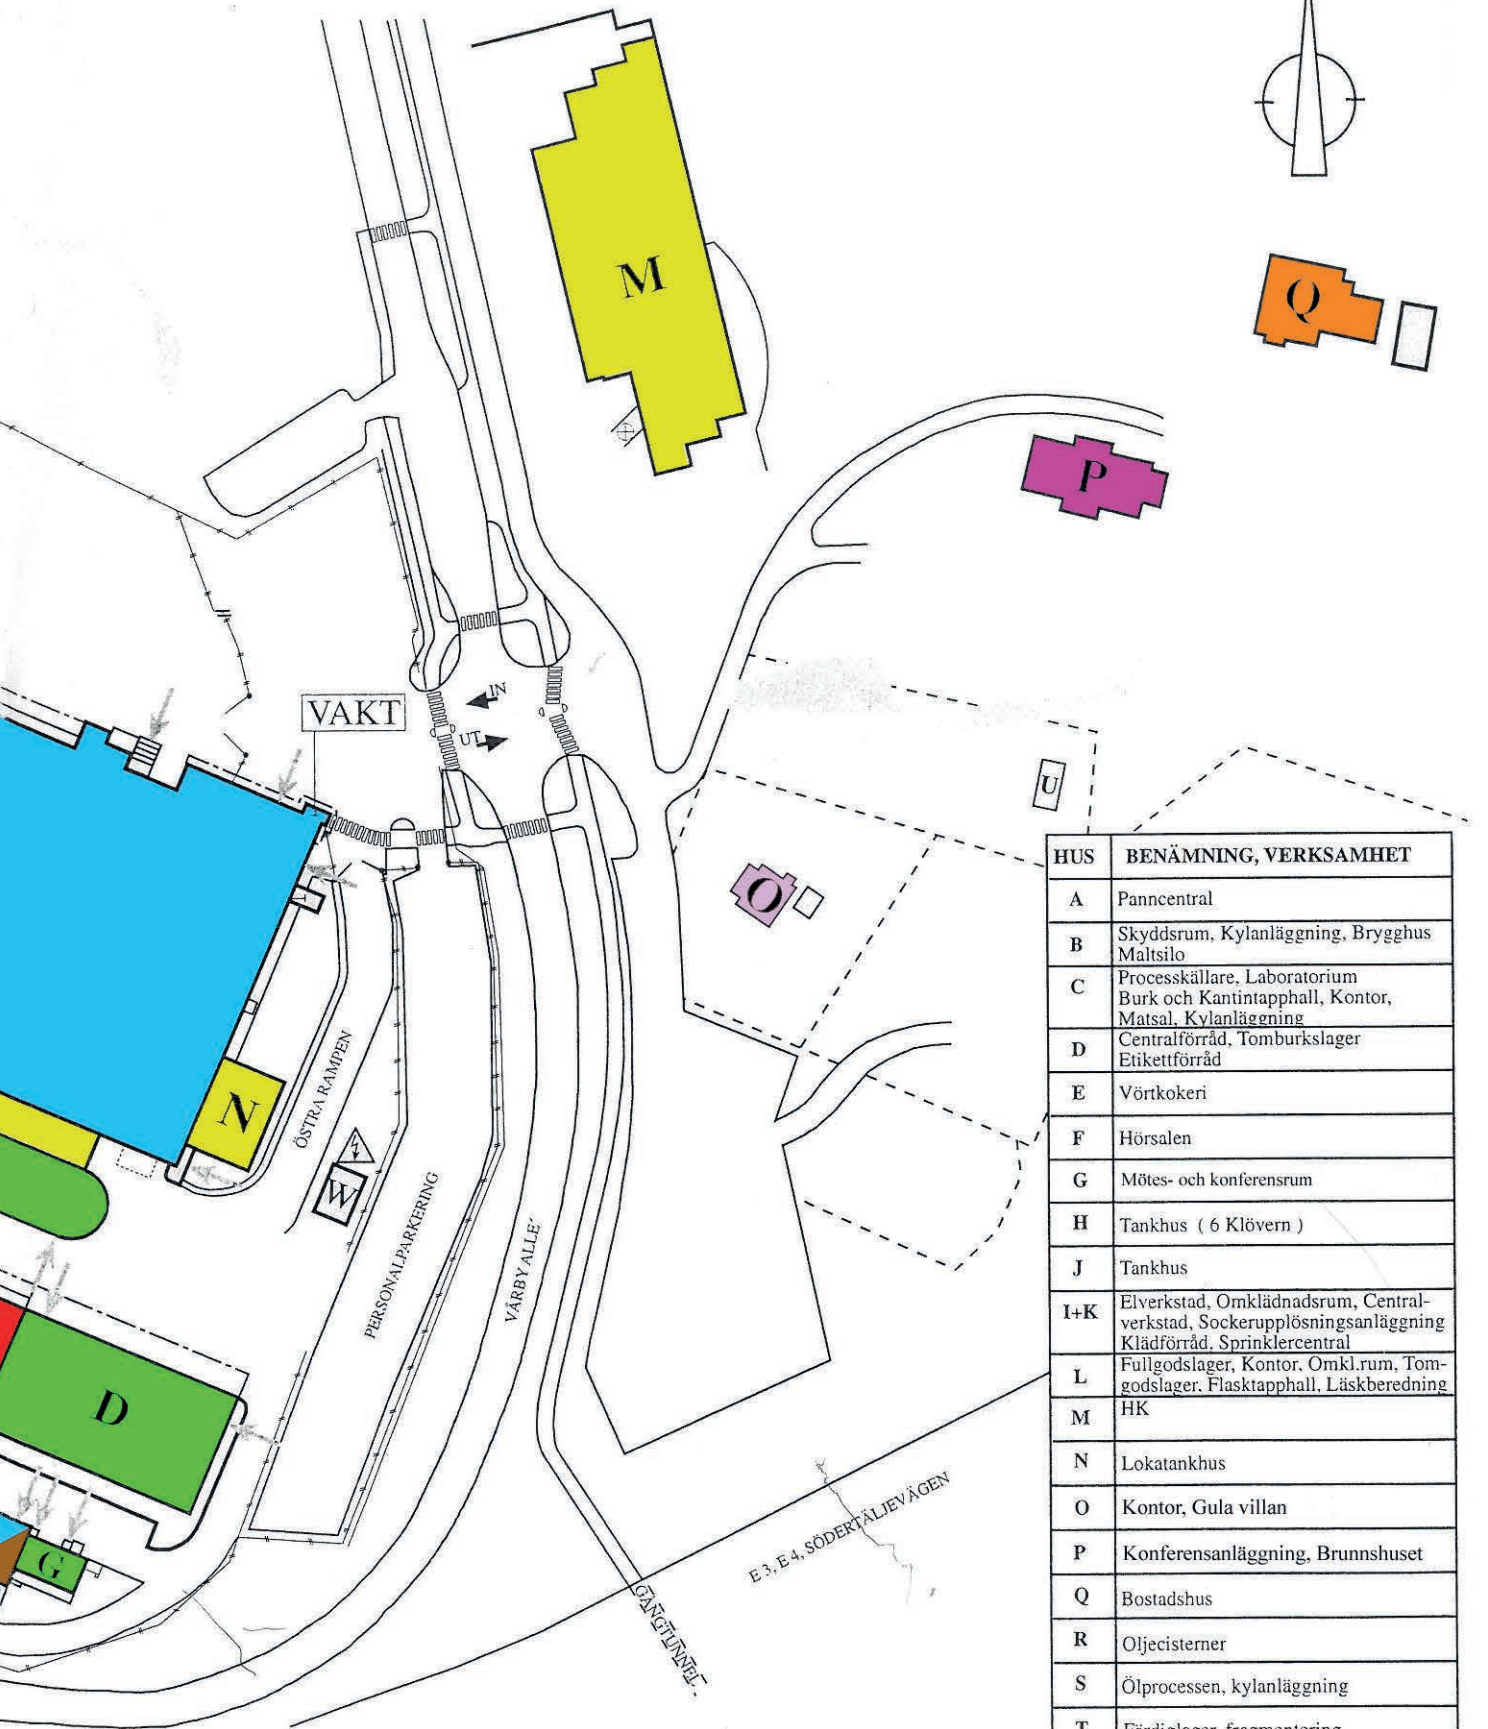 M
Q
P
VAKT
IN
UT
U
O
N
ÖSTRA RAMPEN
W
PERSONALPARKERING
VÅRBY ALLE´
D
G
E 3, E 4, SÖDERTÄLJEVÄGEN
GÅNGTUNNEL
HUS BENÄMNING, VERKSAMHET
A Panncentral
B Skyddsrum, Kylanläggning, Brygghus
Maltsilo
C Processkällare, Laboratorium
Burk och Kantintapphall, Kontor,
Matsal, Kylanläggning
D Centralförråd, Tomburkslager
Etikettförråd
E Vörtkokeri
F Hörsalen
G Mötes- och konferensrum
H Tankhus ( 6 Klövern )
J Tankhus
I+K Elverkstad, Omklädnadsrum, Central-
verkstad, Sockerupplösningsanläggning
Klädförråd, Sprinklercentral
L Fullgodslager, Kontor, Omkl.rum, Tom-
godslager, Flasktapphall, Läskberedning
M HK
N Lokatankhus
O Kontor, Gula villan
P Konferensanläggning, Brunnshuset
Q Bostadshus
R Oljecisterner
S Ölprocessen, kylanläggning
T